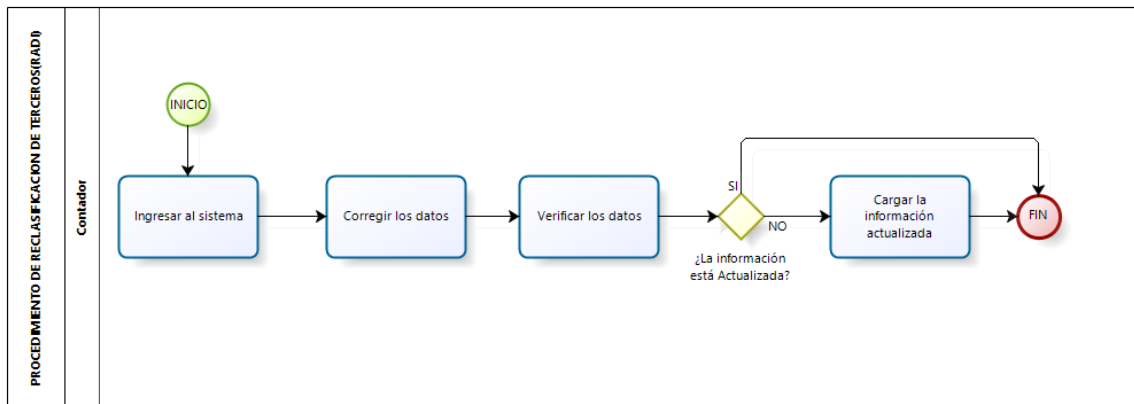 PROCEDIMIENTO DE RECLASIFICACION DE TERCEROS(RADI)
Contador
INICIO
Ingresar al sistema
Corregir los datos
Verificar los datos
SI
NO
¿La información
está Actualizada?
Cargar la
información
actualizada
FIN